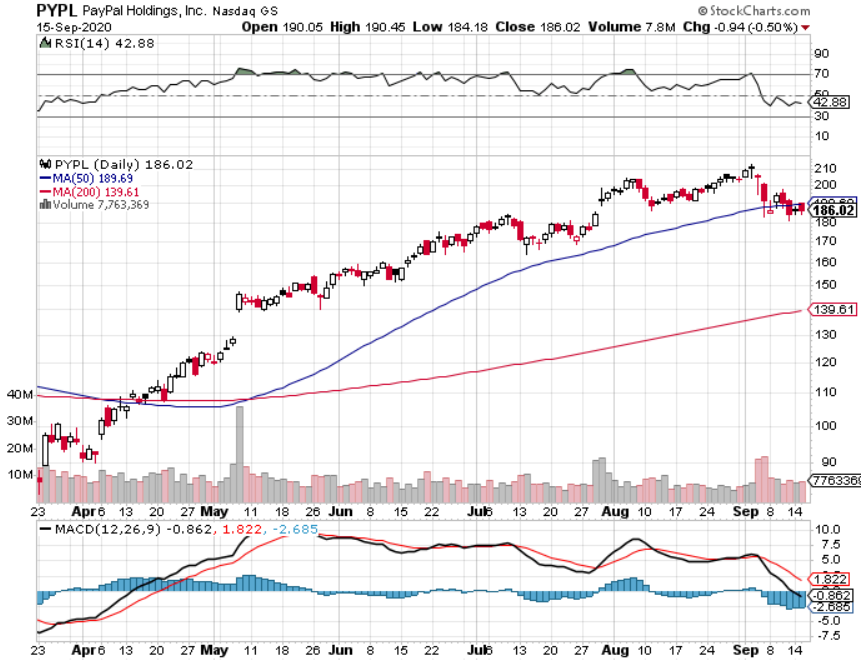 PYPL PayPal Holdings, Inc. Nasdaq GS
© StockCharts.com
15-Sep-2020 Open 190.05 High 190.45 Low 184.18 Close 186.02 Volume 7.8M Chg -0.94 (-0.50%)
RSI(14) 42.88
90
70
50
42.88
30
10
PYPL (Daily) 186.02
MA(50) 189.69
MA(200) 139.61
Volume 7,763,369
210
200
186.02
180
170
160
150
139.61
130
120
110
100
90
40M
30M
20M
10M
7763369
23 Apr 6 13 20 27 May 11 18 26 Jun 8 15 22 Jul 6 13 20 27 Aug 10 17 24 Sep 8 14
MACD(12,26,9) -0.862, 1.822, -2.685
10.0
7.5
5.0
1.822
-0.862
-2.685
-5.0
-7.5
Apr 6 13 20 27 May 11 18 26 Jun 8 15 22 Jul 6 13 20 27 Aug 10 17 24 Sep 8 14